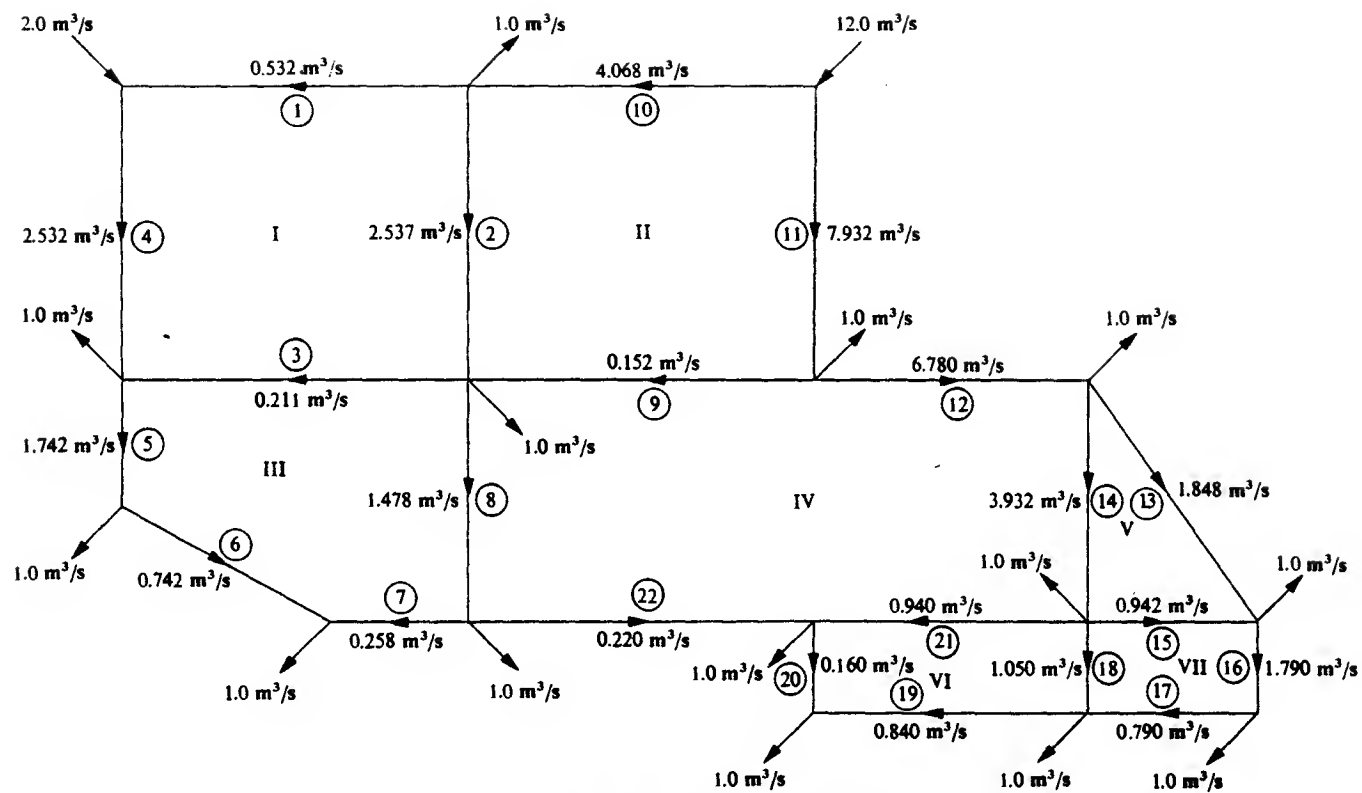 2.0 m³/s
1.0 m³/s
12.0 m³/s
0.532 m³/s
4.068 m³/s
1
10
2.532 m³/s
4
I
2.537 m³/s
2
II
11
7.932 m³/s
1.0 m³/s
3
0.211 m³/s
0.152 m³/s
9
1.0 m³/s
6.780 m³/s
12
1.0 m³/s
1.742 m³/s
5
III
1.0 m³/s
1.478 m³/s
8
IV
3.932 m³/s
14
13
1.848 m³/s
V
6
1.0 m³/s
0.742 m³/s
1.0 m³/s
1.0 m³/s
7
0.258 m³/s
22
0.220 m³/s
0.940 m³/s
21
0.942 m³/s
15
1.0 m³/s
1.0 m³/s
1.0 m³/s
20
0.160 m³/s
19
VI
1.050 m³/s
18
VII
16
1.790 m³/s
17
0.840 m³/s
0.790 m³/s
1.0 m³/s
1.0 m³/s
1.0 m³/s